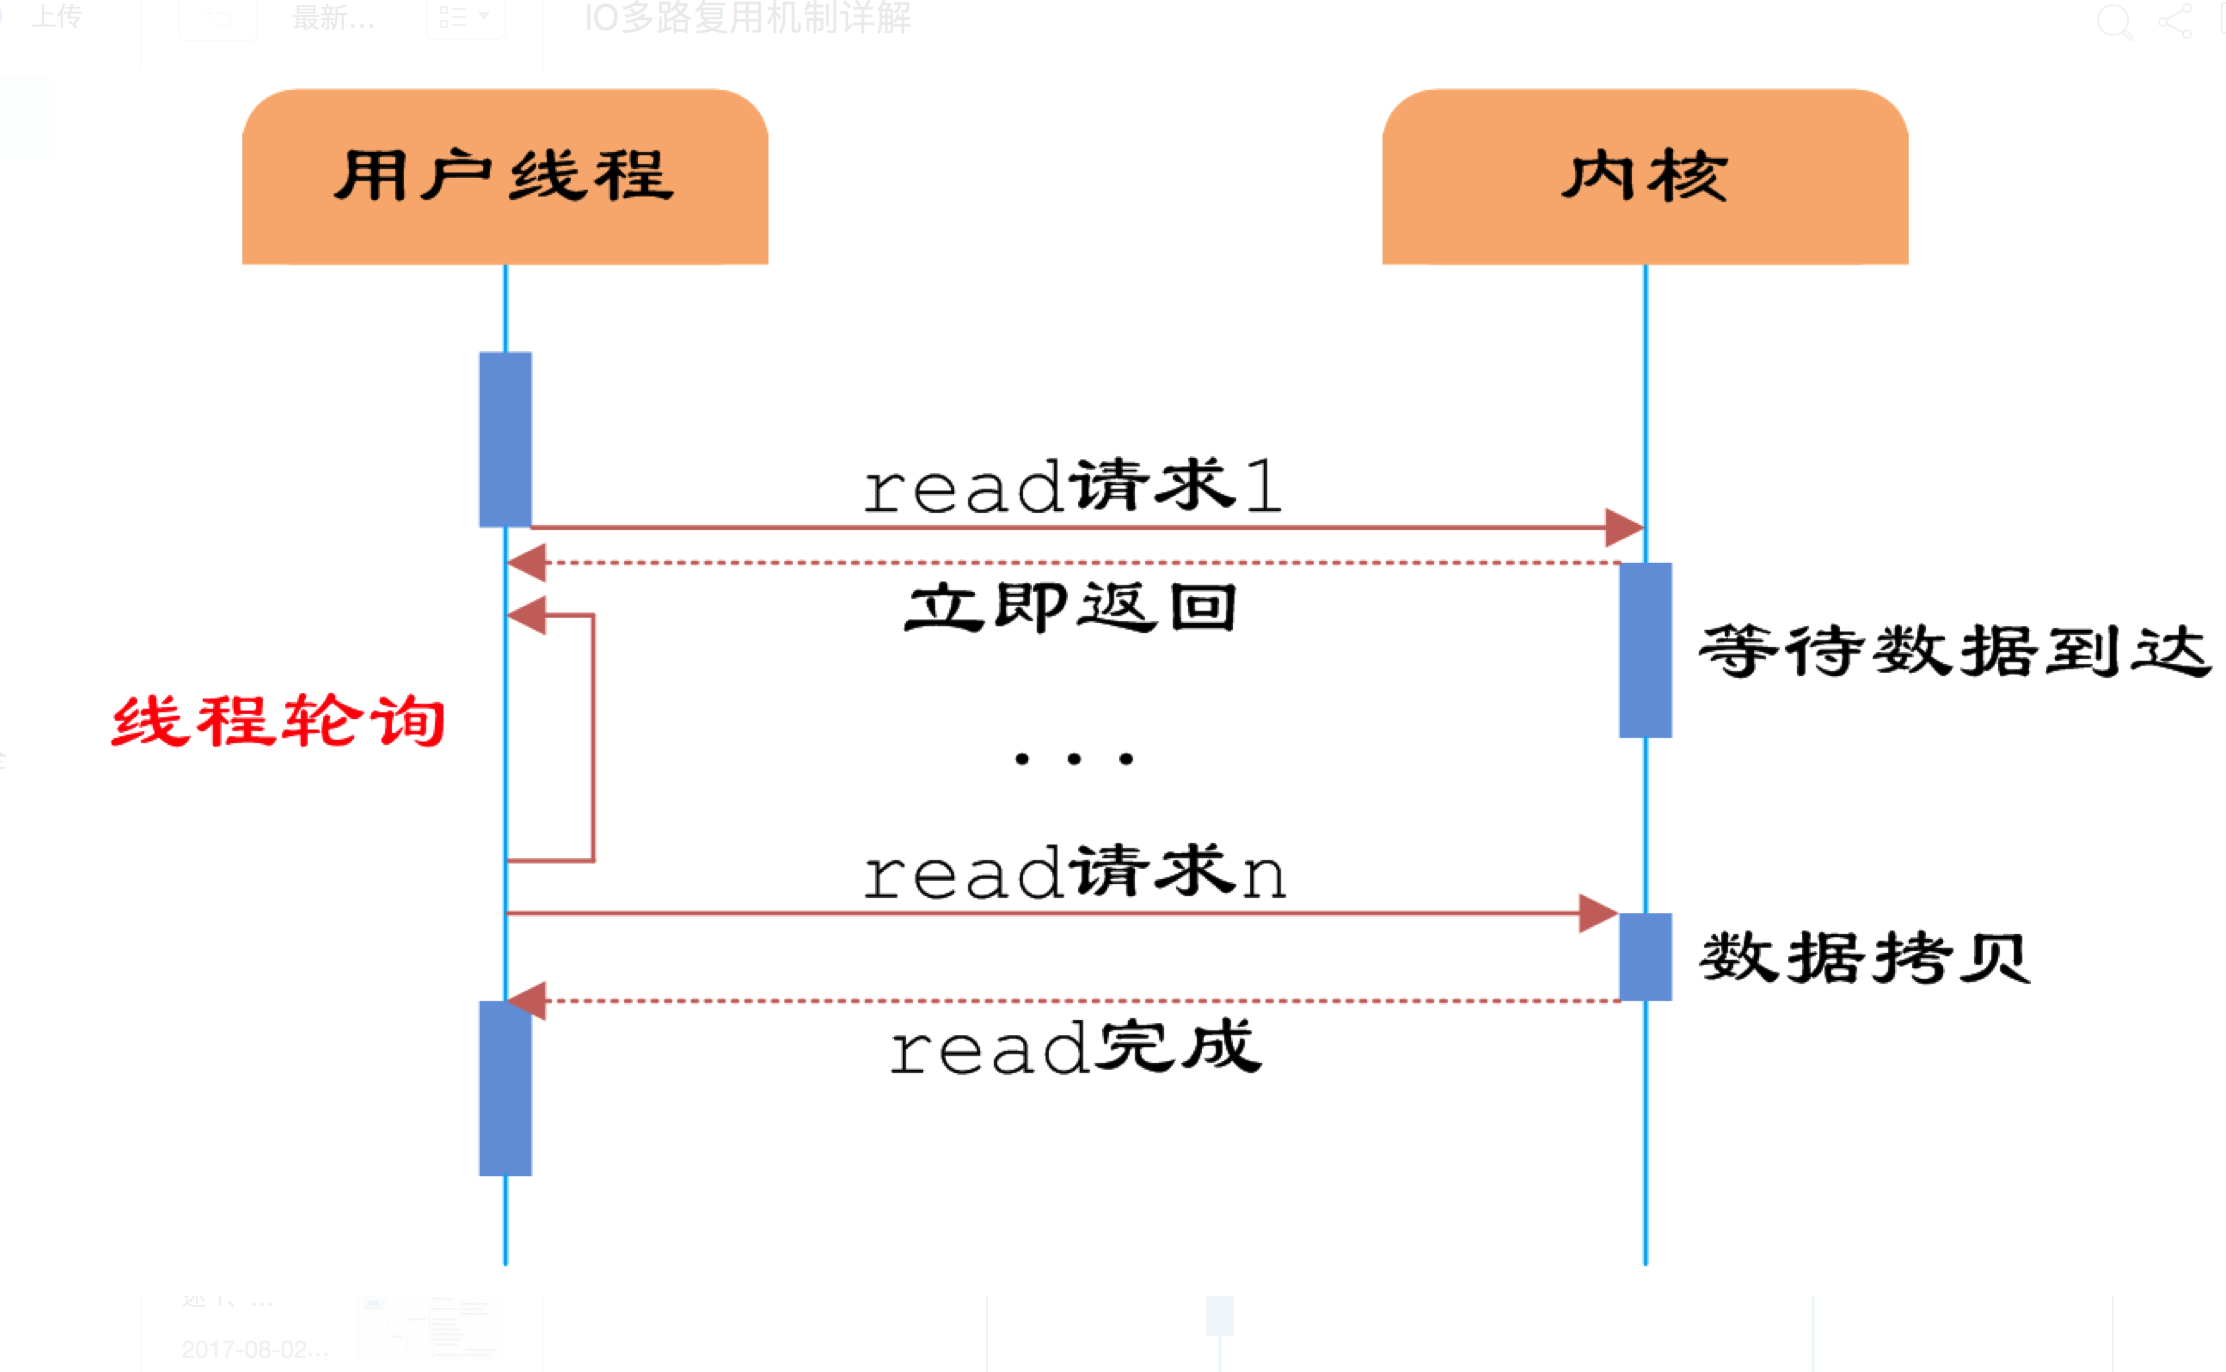 上传
最新...
IO多路复用机制详解
用户线程
内核
read请求1
立即返回
等待数据到达
线程轮询
...
read请求n
数据拷贝
read完成
2017-08-02...